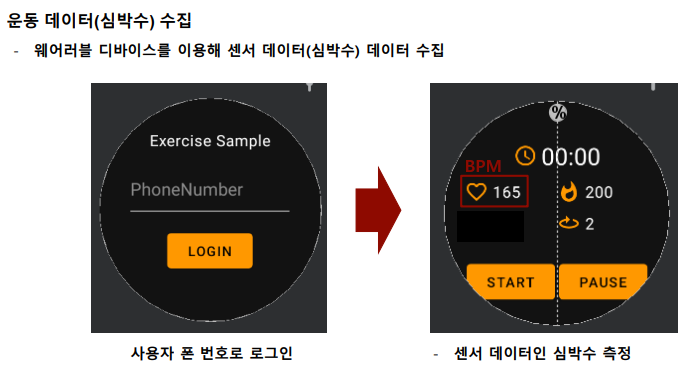 운동 데이터(심박수) 수집
- 웨어러블 디바이스를 이용해 센서 데이터(심박수) 데이터 수집
Exercise Sample
PhoneNumber
LOGIN
사용자 폰 번호로 로그인
%
00:00
BPM
165
200
2
START
PAUSE
- 센서 데이터인 심박수 측정